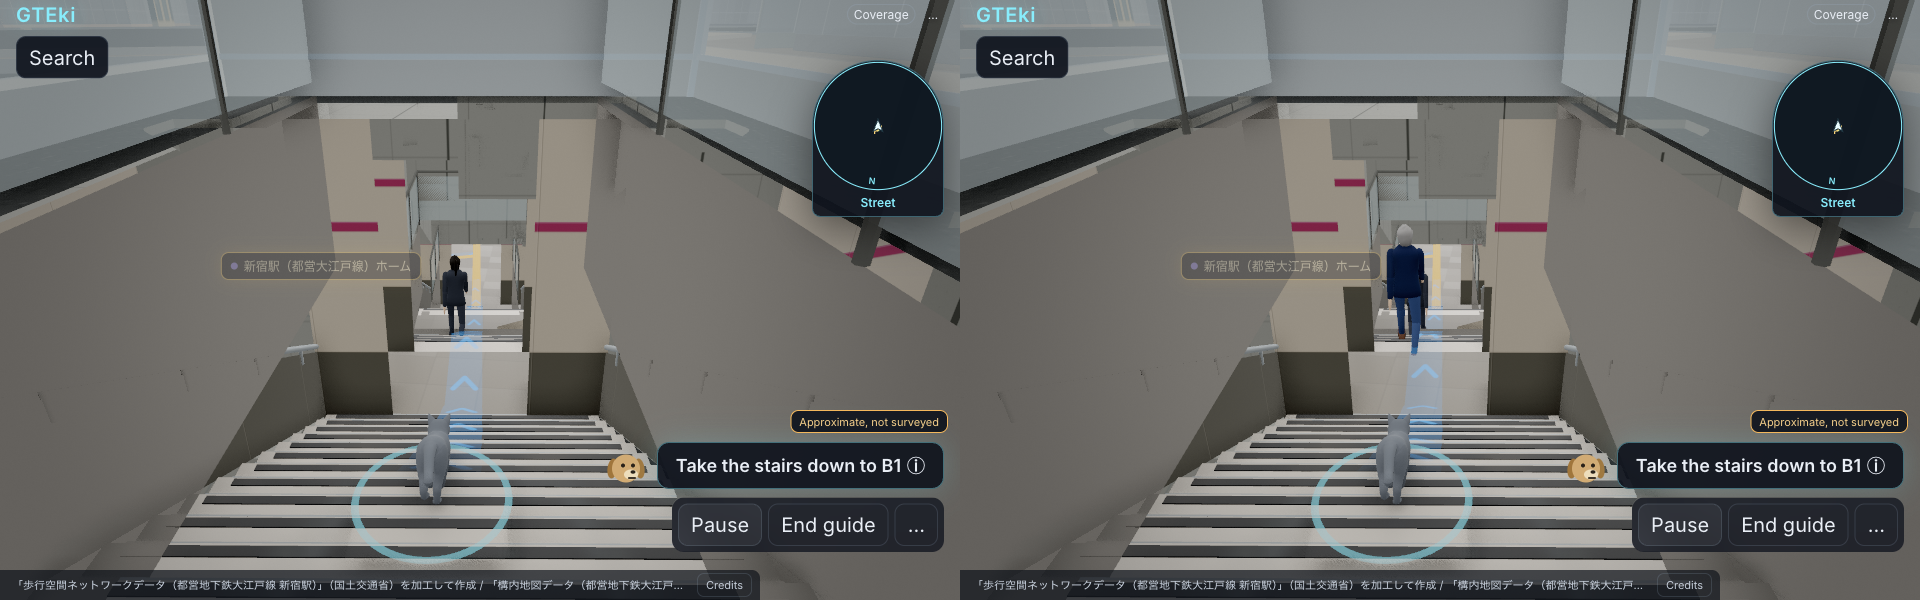 GTEki
Coverage
...
Search
N
Street
新宿駅（都営大江戸線）ホーム
Approximate, not surveyed
Take the stairs down to B1 ⓘ
Pause
End guide
...
「歩行空間ネットワークデータ（都営地下鉄大江戸線 新宿駅）」（国土交通省）を加工して作成 / 「構内地図データ（都営地下鉄大江戸...
Credits
GTEki
Coverage
...
Search
N
Street
新宿駅（都営大江戸線）ホーム
Approximate, not surveyed
Take the stairs down to B1 ⓘ
Pause
End guide
...
「歩行空間ネットワークデータ（都営地下鉄大江戸線 新宿駅）」（国土交通省）を加工して作成 / 「構内地図データ（都営地下鉄大江戸...
Credits